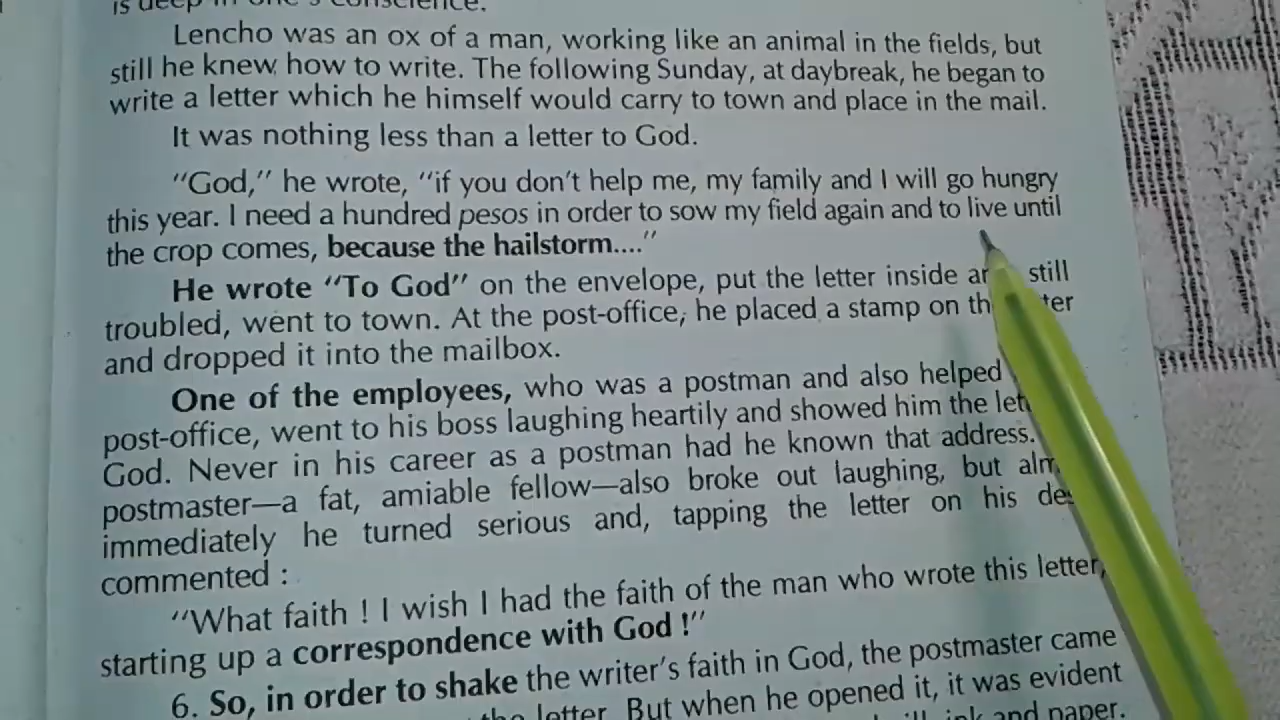 is deep in one's conscience.
Lencho was an ox of a man, working like an animal in the fields, but
still he knew how to write. The following Sunday, at daybreak, he began to
write a letter which he himself would carry to town and place in the mail.
It was nothing less than a letter to God.
"God," he wrote, "if you don't help me, my family and I will go hungry
this year. I need a hundred pesos in order to sow my field again and to live until
the crop comes, because the hailstorm...."
He wrote "To God" on the envelope, put the letter inside still
troubled, went to town. At the post-office, he placed a stamp on
and dropped it into the mailbox.
One of the employees, who was a postman and also helped
post-office, went to his boss laughing heartily and showed him the
God. Never in his career as a postman had he known that address.
postmaster—a fat, amiable fellow—also broke out laughing, but
immediately he turned serious and, tapping the letter on his
commented :
"What faith ! I wish I had the faith of the man who wrote this letter,
starting up a correspondence with God !"
6. So, in order to shake the writer's faith in God, the postmaster came
the letter. But when he opened it, it was evident
ink and paper.